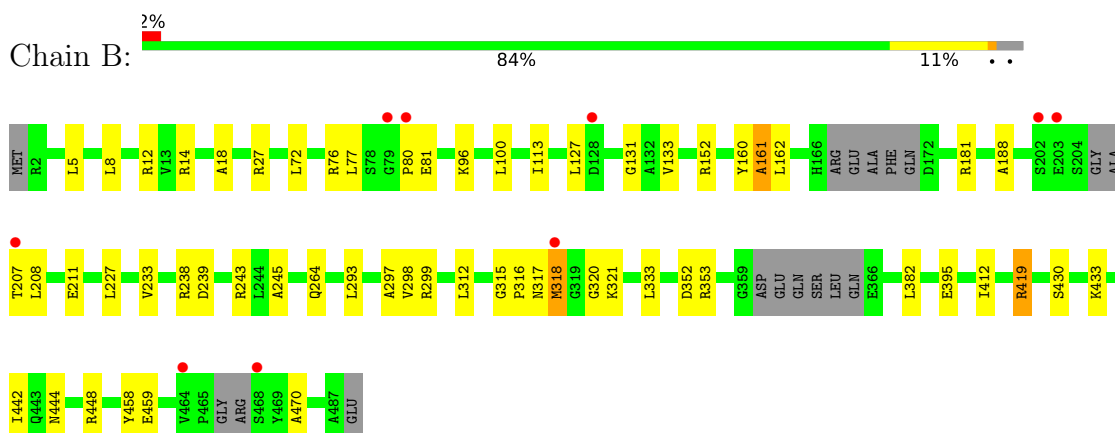 2%
Chain B:
84% 11% • •
MET R2 L5 L8 R12 V13 R14 A18 R27 L72 R76 L77 S78 G79 P80 E81 K96 L100 I113 L127 D128 G131 A132 V133 R152 Y160 A161 L162 H166 ARG GLU ALA PHE GLN D172 R181 A188 S202 E203 S204 GLY ALA
T207 L208 E211 L227 V233 R238 D239 R243 L244 A245 Q264 L293 A297 V298 R299 L312 G315 P316 N317 M318 G319 G320 K321 L333 D352 R353 G359 ASP GLU GLN SER LEU GLN E366 L382 E395 I412 R419 S430 K433
I442 Q443 N444 R448 Y458 E459 V464 P465 GLY ARG S468 Y469 A470 A487 GLU